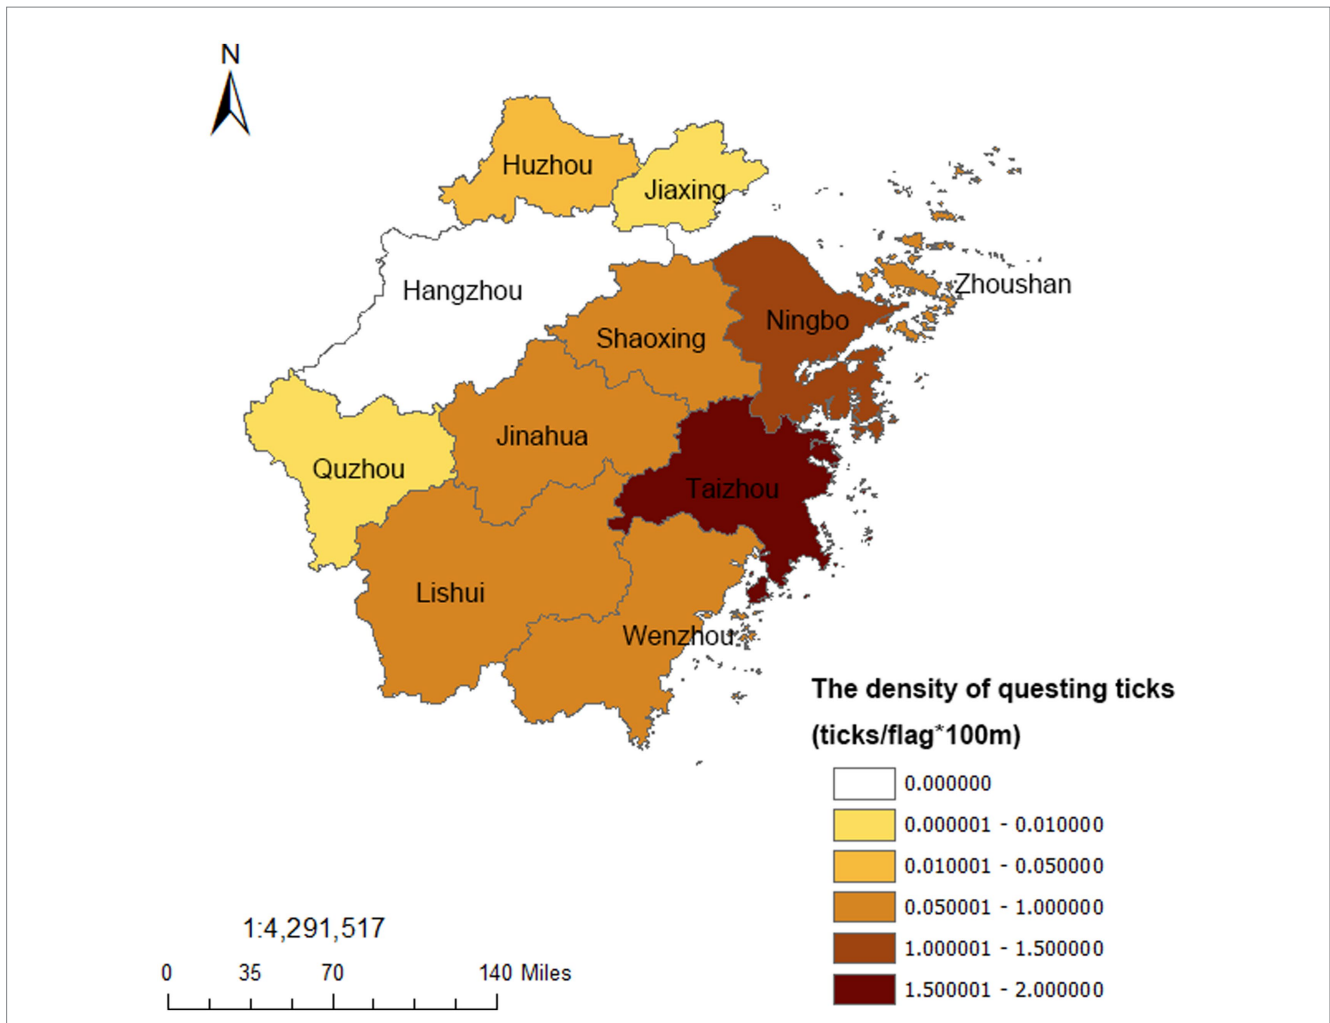 N
Huzhou
Jiaxing
Hangzhou
Zhoushan
Ningbo
Shaoxing
Jinahua
Quzhou
Taizhou
Lishui
Wenzhou
The density of questing ticks
(ticks/flag*100m)
0.000000
0.000001 - 0.010000
0.010001 - 0.050000
0.050001 - 1.000000
1.000001 - 1.500000
1.500001 - 2.000000
1:4,291,517
0 35 70 140 Miles